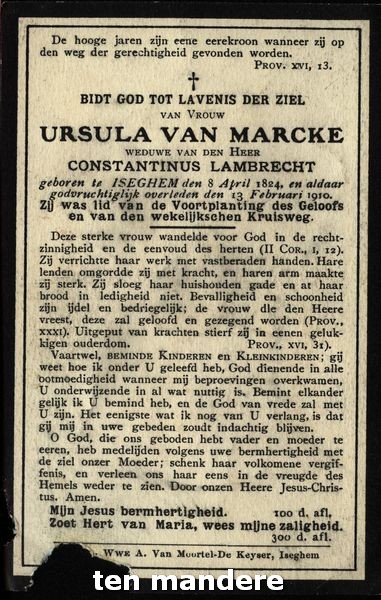 De hooge jaren zijn eene eerekroon wanneer zij op
den weg der gerechtigheid gevonden worden.
PROV. XVI, 13.
✝
BIDT GOD TOT LAVENIS DER ZIEL
VAN VROUW
URSULA VAN MARCKE
WEDUWE VAN DEN HEER
CONSTANTINUS LAMBRECHT
geboren te ISEGHEM den 8 April 1824, en aldaar
godvruchtiglijk overleden den 13 Februari 1910.
Zij was lid van de Voortplanting des Geloofs
en van den wekelijkschen Kruisweg.
Deze sterke vrouw wandelde voor God in de recht-
zinnigheid en de eenvoud des herten (II COR., I, 12).
Zij verrichtte haar werk met vastberaden handen. Hare
lenden omgordde zij met kracht, en haren arm maakte
zij sterk. Zij sloeg haar huishouden gade en at haar
brood in ledigheid niet. Bevalligheid en schoonheid
zijn ijdel en bedriegelijk; de vrouw die den Heere
vreest, deze zal geloofd en gezegend worden (PROV.,
XXXI). Uitgeput van krachten stierf zij in eenen geluk-
kigen ouderdom. PROV., XVI, 31).
Vaartwel, BEMINDE KINDEREN en KLEINKINDEREN; gij
weet hoe ik onder U geleefd heb, God dienende in alle
ootmoedigheid wanneer mij beproevingen overkwamen,
U onderwijzende in al wat nuttig is. Bemint elkander
gelijk ik U bemind heb, en de God van vrede zal met
U zijn. Het eenigste wat ik nog van U verlang, is dat
gij mij in uwe gebeden zoudt indachtig blijven.
O God, die ons geboden hebt vader en moeder te
eeren, heb medelijden volgens uwe bermhertigheid met
de ziel onzer Moeder; schenk haar volkomene vergif-
fenis, en verleen ons haar eens in de vreugde des
Hemels weder te zien. Door onzen Heere Jesus-Chris-
tus. Amen.
Mijn Jesus bermhertigheid. 100 d. afl.
Zoet Hert van Maria, wees mijne zaligheid.
300 d. afl.
WWE A. VAN MOORTEL-DE KEYSER, Iseghem
ten mandere